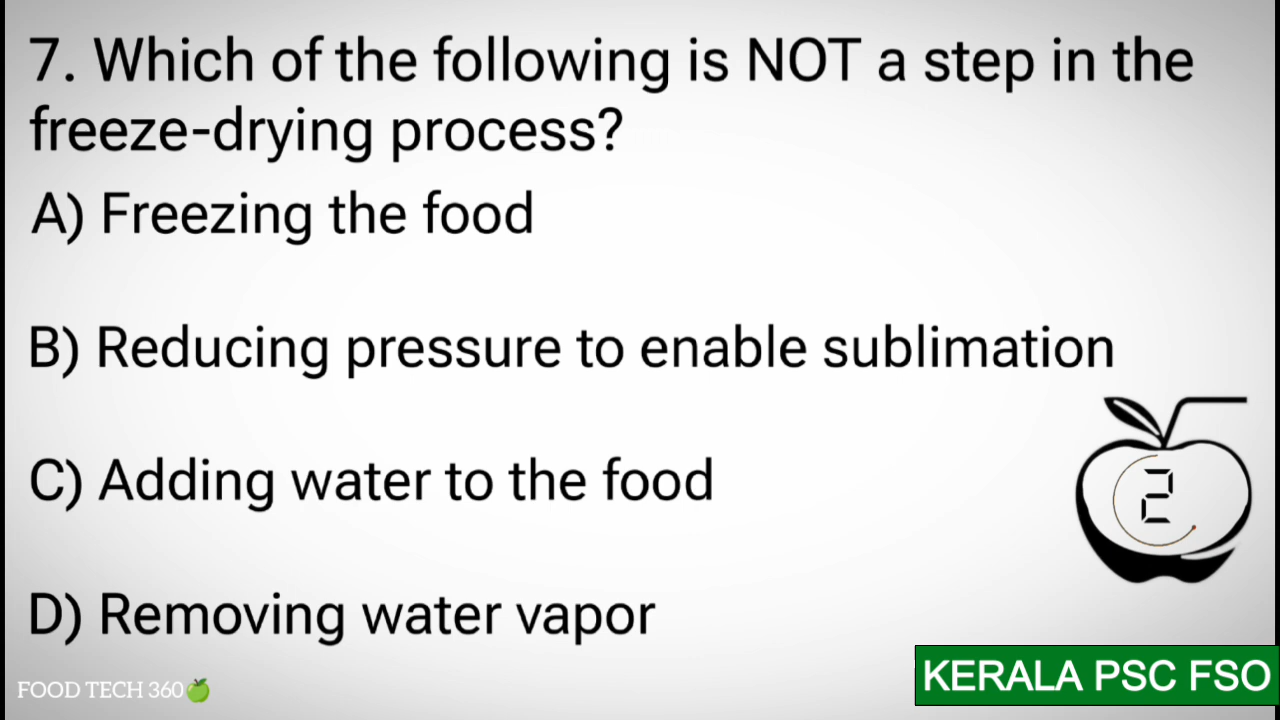 7. Which of the following is NOT a step in the
freeze-drying process?
A) Freezing the food
B) Reducing pressure to enable sublimation
C) Adding water to the food
2
D) Removing water vapor
FOOD TECH 360🍏
KERALA PSC FSO